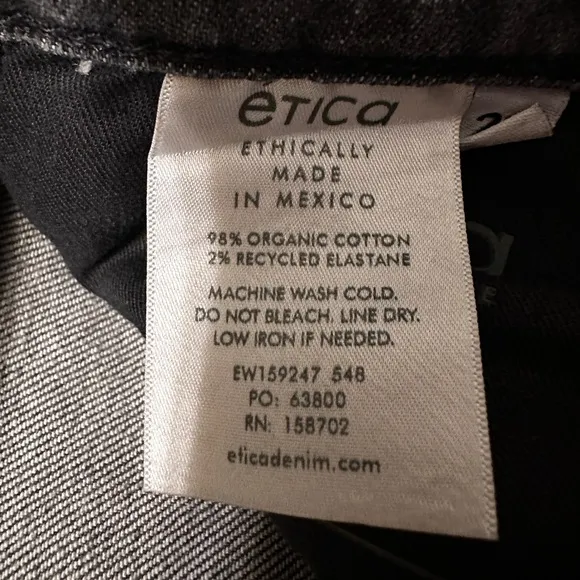 éTICa
ETHICALLY
MADE
IN MEXICO
98% ORGANIC COTTON
2% RECYCLED ELASTANE
MACHINE WASH COLD.
DO NOT BLEACH. LINE DRY.
LOW IRON IF NEEDED.
EW159247 548
PO: 63800
RN: 158702
eticadenim.com